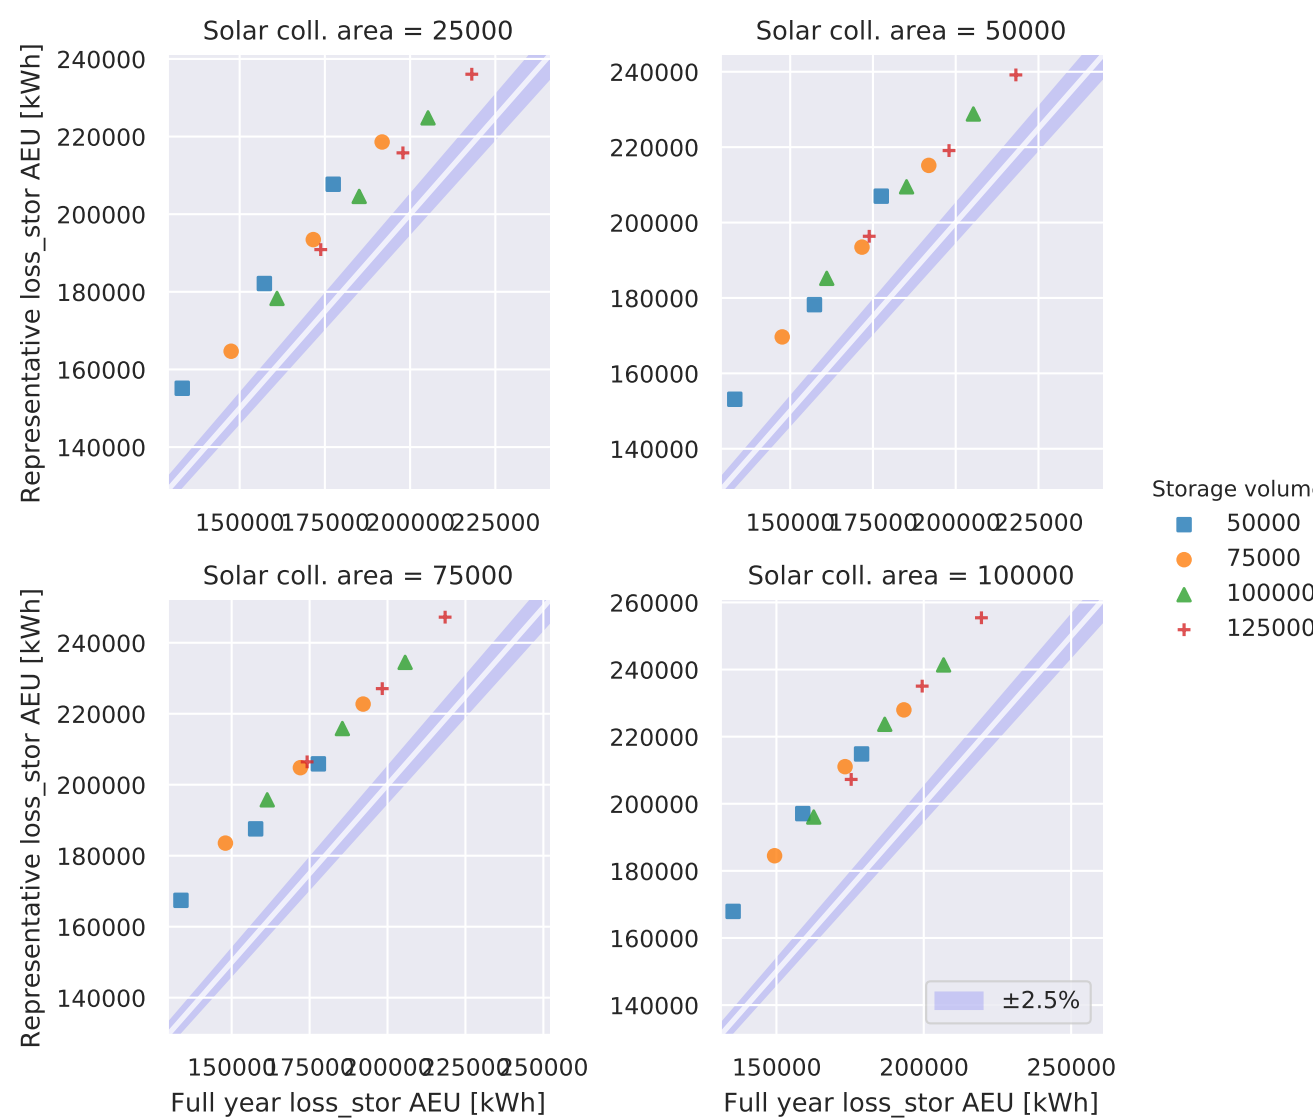 Solar coll. area = 25000
Representative loss_stor AEU [kWh]
240000
220000
200000
180000
160000
140000
150000 175000 200000 225000
Solar coll. area = 50000
240000
220000
200000
180000
160000
140000
150000 175000 200000 225000
Storage volum
50000
75000
100000
125000
Solar coll. area = 75000
Representative loss_stor AEU [kWh]
240000
220000
200000
180000
160000
140000
150000 175000 200000 225000 250000
Full year loss_stor AEU [kWh]
Solar coll. area = 100000
260000
240000
220000
200000
180000
160000
140000
±2.5%
150000 200000 250000
Full year loss_stor AEU [kWh]